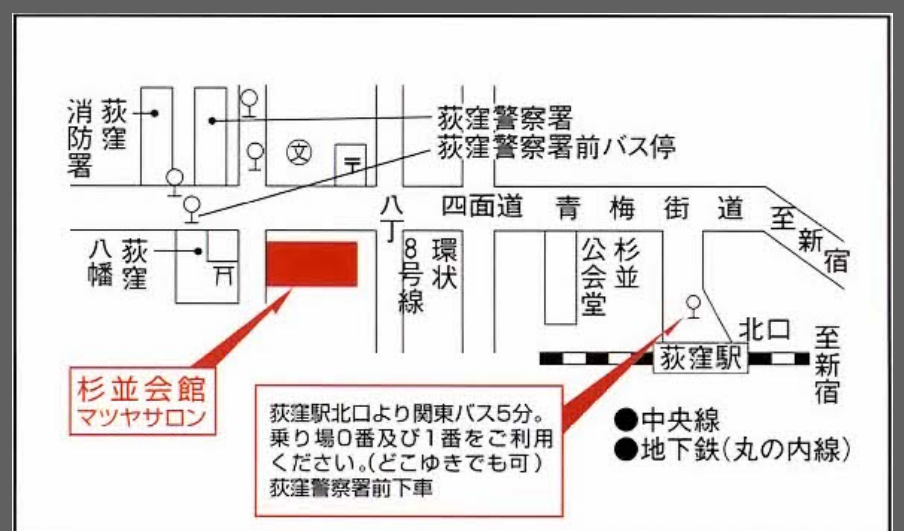 荻窪
消防署
荻窪警察署
荻窪警察署前バス停
文
〒
八丁
四面道
青梅街道
至新宿
荻窪
八幡
環状
8号線
杉並
公会堂
北口
荻窪駅
至新宿
杉並会館
マツヤサロン
荻窪駅北口より関東バス5分。
乗り場0番及び1番をご利用
ください。(どこゆきでも可)
荻窪警察署前下車
●中央線
●地下鉄(丸の内線)